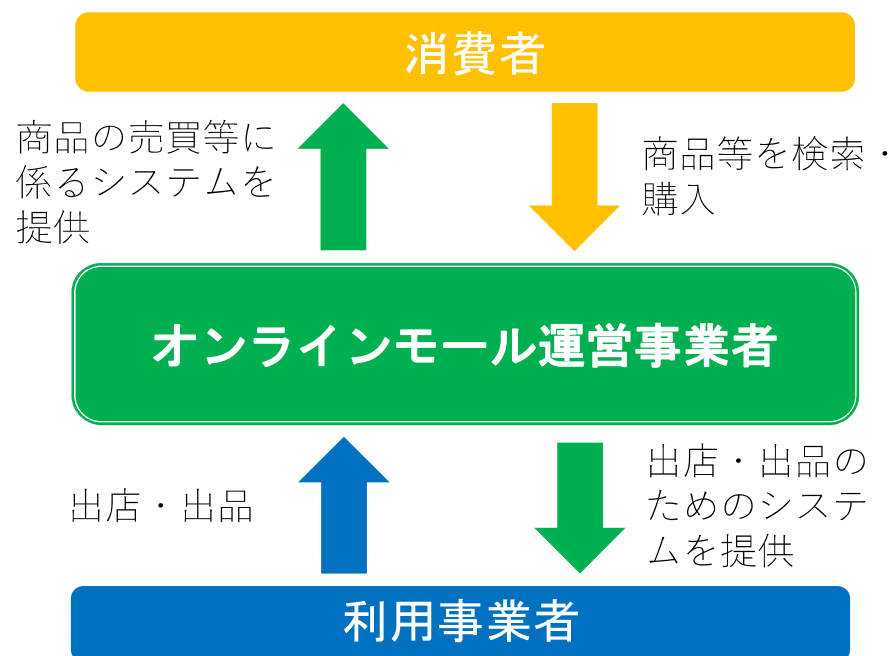 消費者
商品の売買等に
係るシステムを
提供
商品等を検索・
購入
オンラインモール運営事業者
出店・出品
出店・出品の
ためのシステ
ムを提供
利用事業者